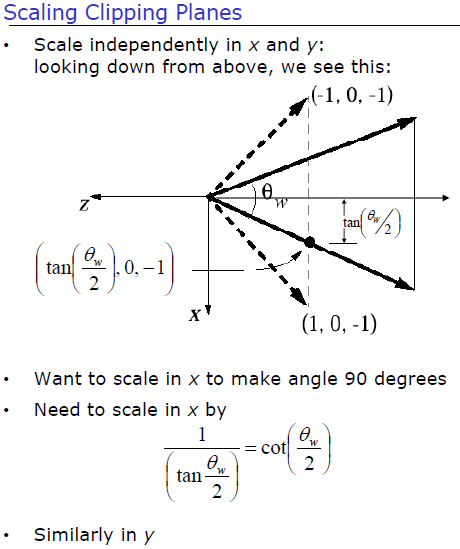 Scaling Clipping Planes
• Scale independently in x and y:
looking down from above, we see this:
(-1, 0, -1)
θw
z
tan(θw/2)
(tan(θw/2), 0, −1)
x
(1, 0, -1)
• Want to scale in x to make angle 90 degrees
• Need to scale in x by
1/(tan θw/2) = cot(θw/2)
• Similarly in y